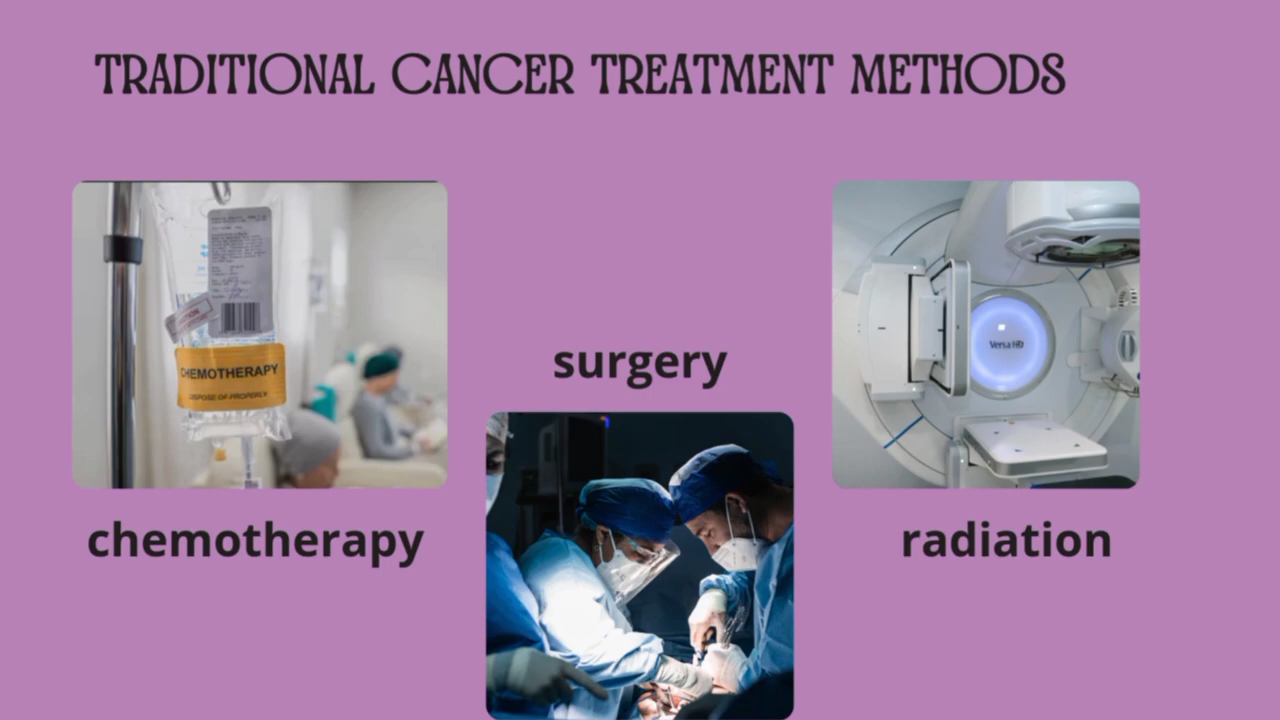 TRADITIONAL CANCER TREATMENT METHODS
CHEMOTHERAPY
DISPOSE OF PROPERLY
chemotherapy
surgery
Versa HD
radiation